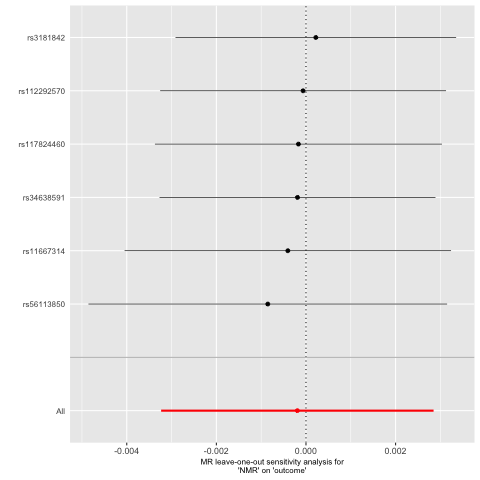 rs3181842
rs112292570
rs117824460
rs34638591
rs11667314
rs56113850
All
-0.004
-0.002
0.000
0.002
MR leave-one-out sensitivity analysis for
'NMR' on 'outcome'